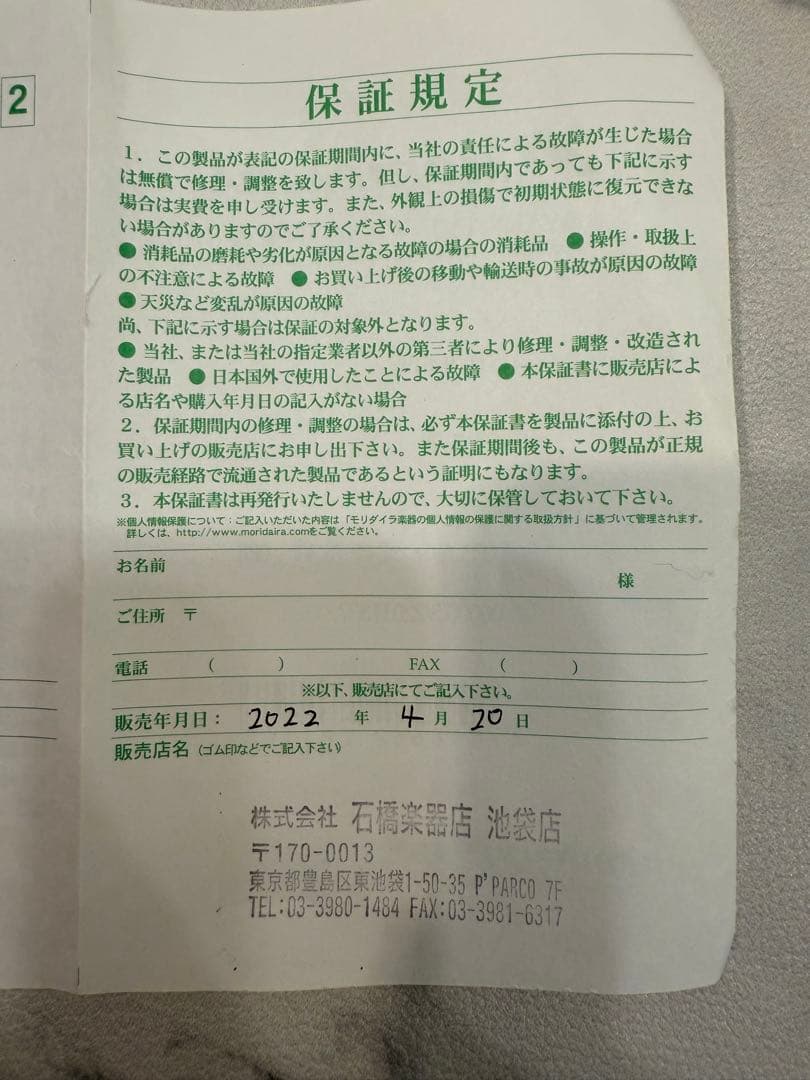 2
保証規定
1．この製品が表記の保証期間内に、当社の責任による故障が生じた場合
は無償で修理・調整を致します。但し、保証期間内であっても下記に示す
場合は実費を申し受けます。また、外観上の損傷で初期状態に復元できな
い場合がありますのでご了承ください。
● 消耗品の磨耗や劣化が原因となる故障の場合の消耗品　● 操作・取扱上
の不注意による故障　● お買い上げ後の移動や輸送時の事故が原因の故障
● 天災など変乱が原因の故障
尚、下記に示す場合は保証の対象外となります。
● 当社、または当社の指定業者以外の第三者により修理・調整・改造され
た製品　● 日本国外で使用したことによる故障　● 本保証書に販売店によ
る店名や購入年月日の記入がない場合
2．保証期間内の修理・調整の場合は、必ず本保証書を製品に添付の上、お
買い上げの販売店にお申し出下さい。また保証期間後も、この製品が正規
の販売経路で流通された製品であるという証明にもなります。
3．本保証書は再発行いたしませんので、大切に保管しておいて下さい。
※個人情報保護について：ご記入いただいた内容は「モリダイラ楽器の個人情報の保護に関する取扱方針」に基づいて管理されます。
詳しくは、http://www.moridaira.comをご覧ください。
お名前　様
ご住所　〒
電話　（　　）　FAX　（　　）
※以下、販売店にてご記入下さい。
販売年月日： 2022 年 4 月 20 日
販売店名（ゴム印などでご記入下さい）
株式会社 石橋楽器店 池袋店
〒170-0013
東京都豊島区東池袋1-50-35 P'PARCO 7F
TEL:03-3980-1484 FAX:03-3981-6317